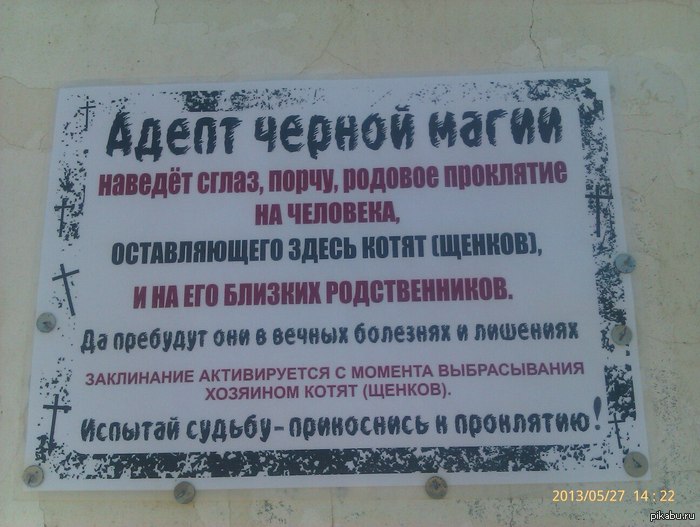 Адепт черной магии
наведёт сглаз, порчу, родовое проклятие
НА ЧЕЛОВЕКА,
ОСТАВЛЯЮЩЕГО ЗДЕСЬ КОТЯТ (ЩЕНКОВ),
И НА ЕГО БЛИЗКИХ РОДСТВЕННИКОВ.
Да пребудут они в вечных болезнях и лишениях
ЗАКЛИНАНИЕ АКТИВИРУЕТСЯ С МОМЕНТА ВЫБРАСЫВАНИЯ
ХОЗЯИНОМ КОТЯТ (ЩЕНКОВ).
Испытай судьбу - прикоснись к проклятию!
2013/05/27 14:22
pikabu.ru